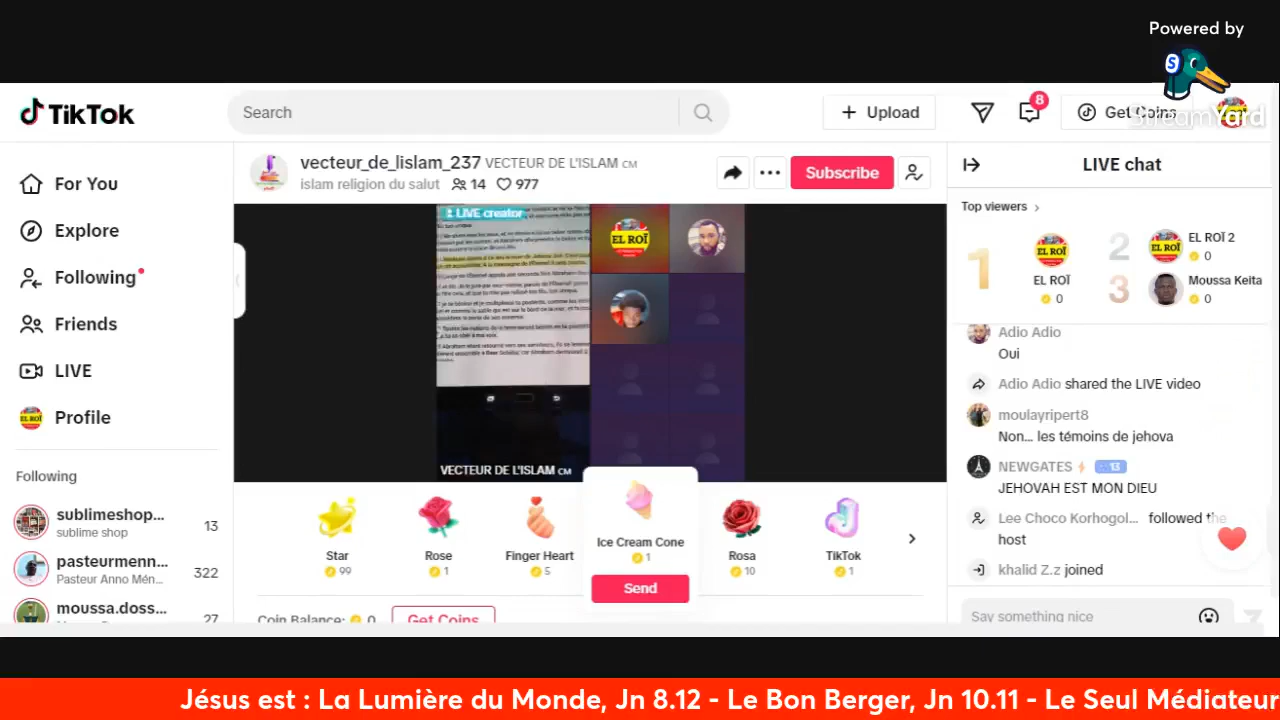 Powered by
StreamYard
TikTok
Search
Upload
8
Get Coins
For You
Explore
Following
Friends
LIVE
Profile
Following
sublimeshop...
sublime shop
13
pasteurmenn...
Pasteur Anno Mén...
322
moussa.doss...
27
vecteur_de_lislam_237 VECTEUR DE L'ISLAM CM
islam religion du salut 14 977
Subscribe
LIVE creator
EL ROÏ
VECTEUR DE L'ISLAM CM
Star
99
Rose
1
Finger Heart
5
Ice Cream Cone
1
Send
Rosa
10
TikTok
1
Coin Balance: 0
Get Coins
LIVE chat
Top viewers
1
EL ROÏ
0
2
EL ROÏ 2
0
3
Moussa Keita
0
Adio Adio
Oui
Adio Adio shared the LIVE video
moulayripert8
Non... les témoins de jehova
NEWGATES 13
JEHOVAH EST MON DIEU
Lee Choco Korhogol... followed the
host
khalid Z.z joined
Say something nice
Jésus est : La Lumière du Monde, Jn 8.12 - Le Bon Berger, Jn 10.11 - Le Seul Médiateur